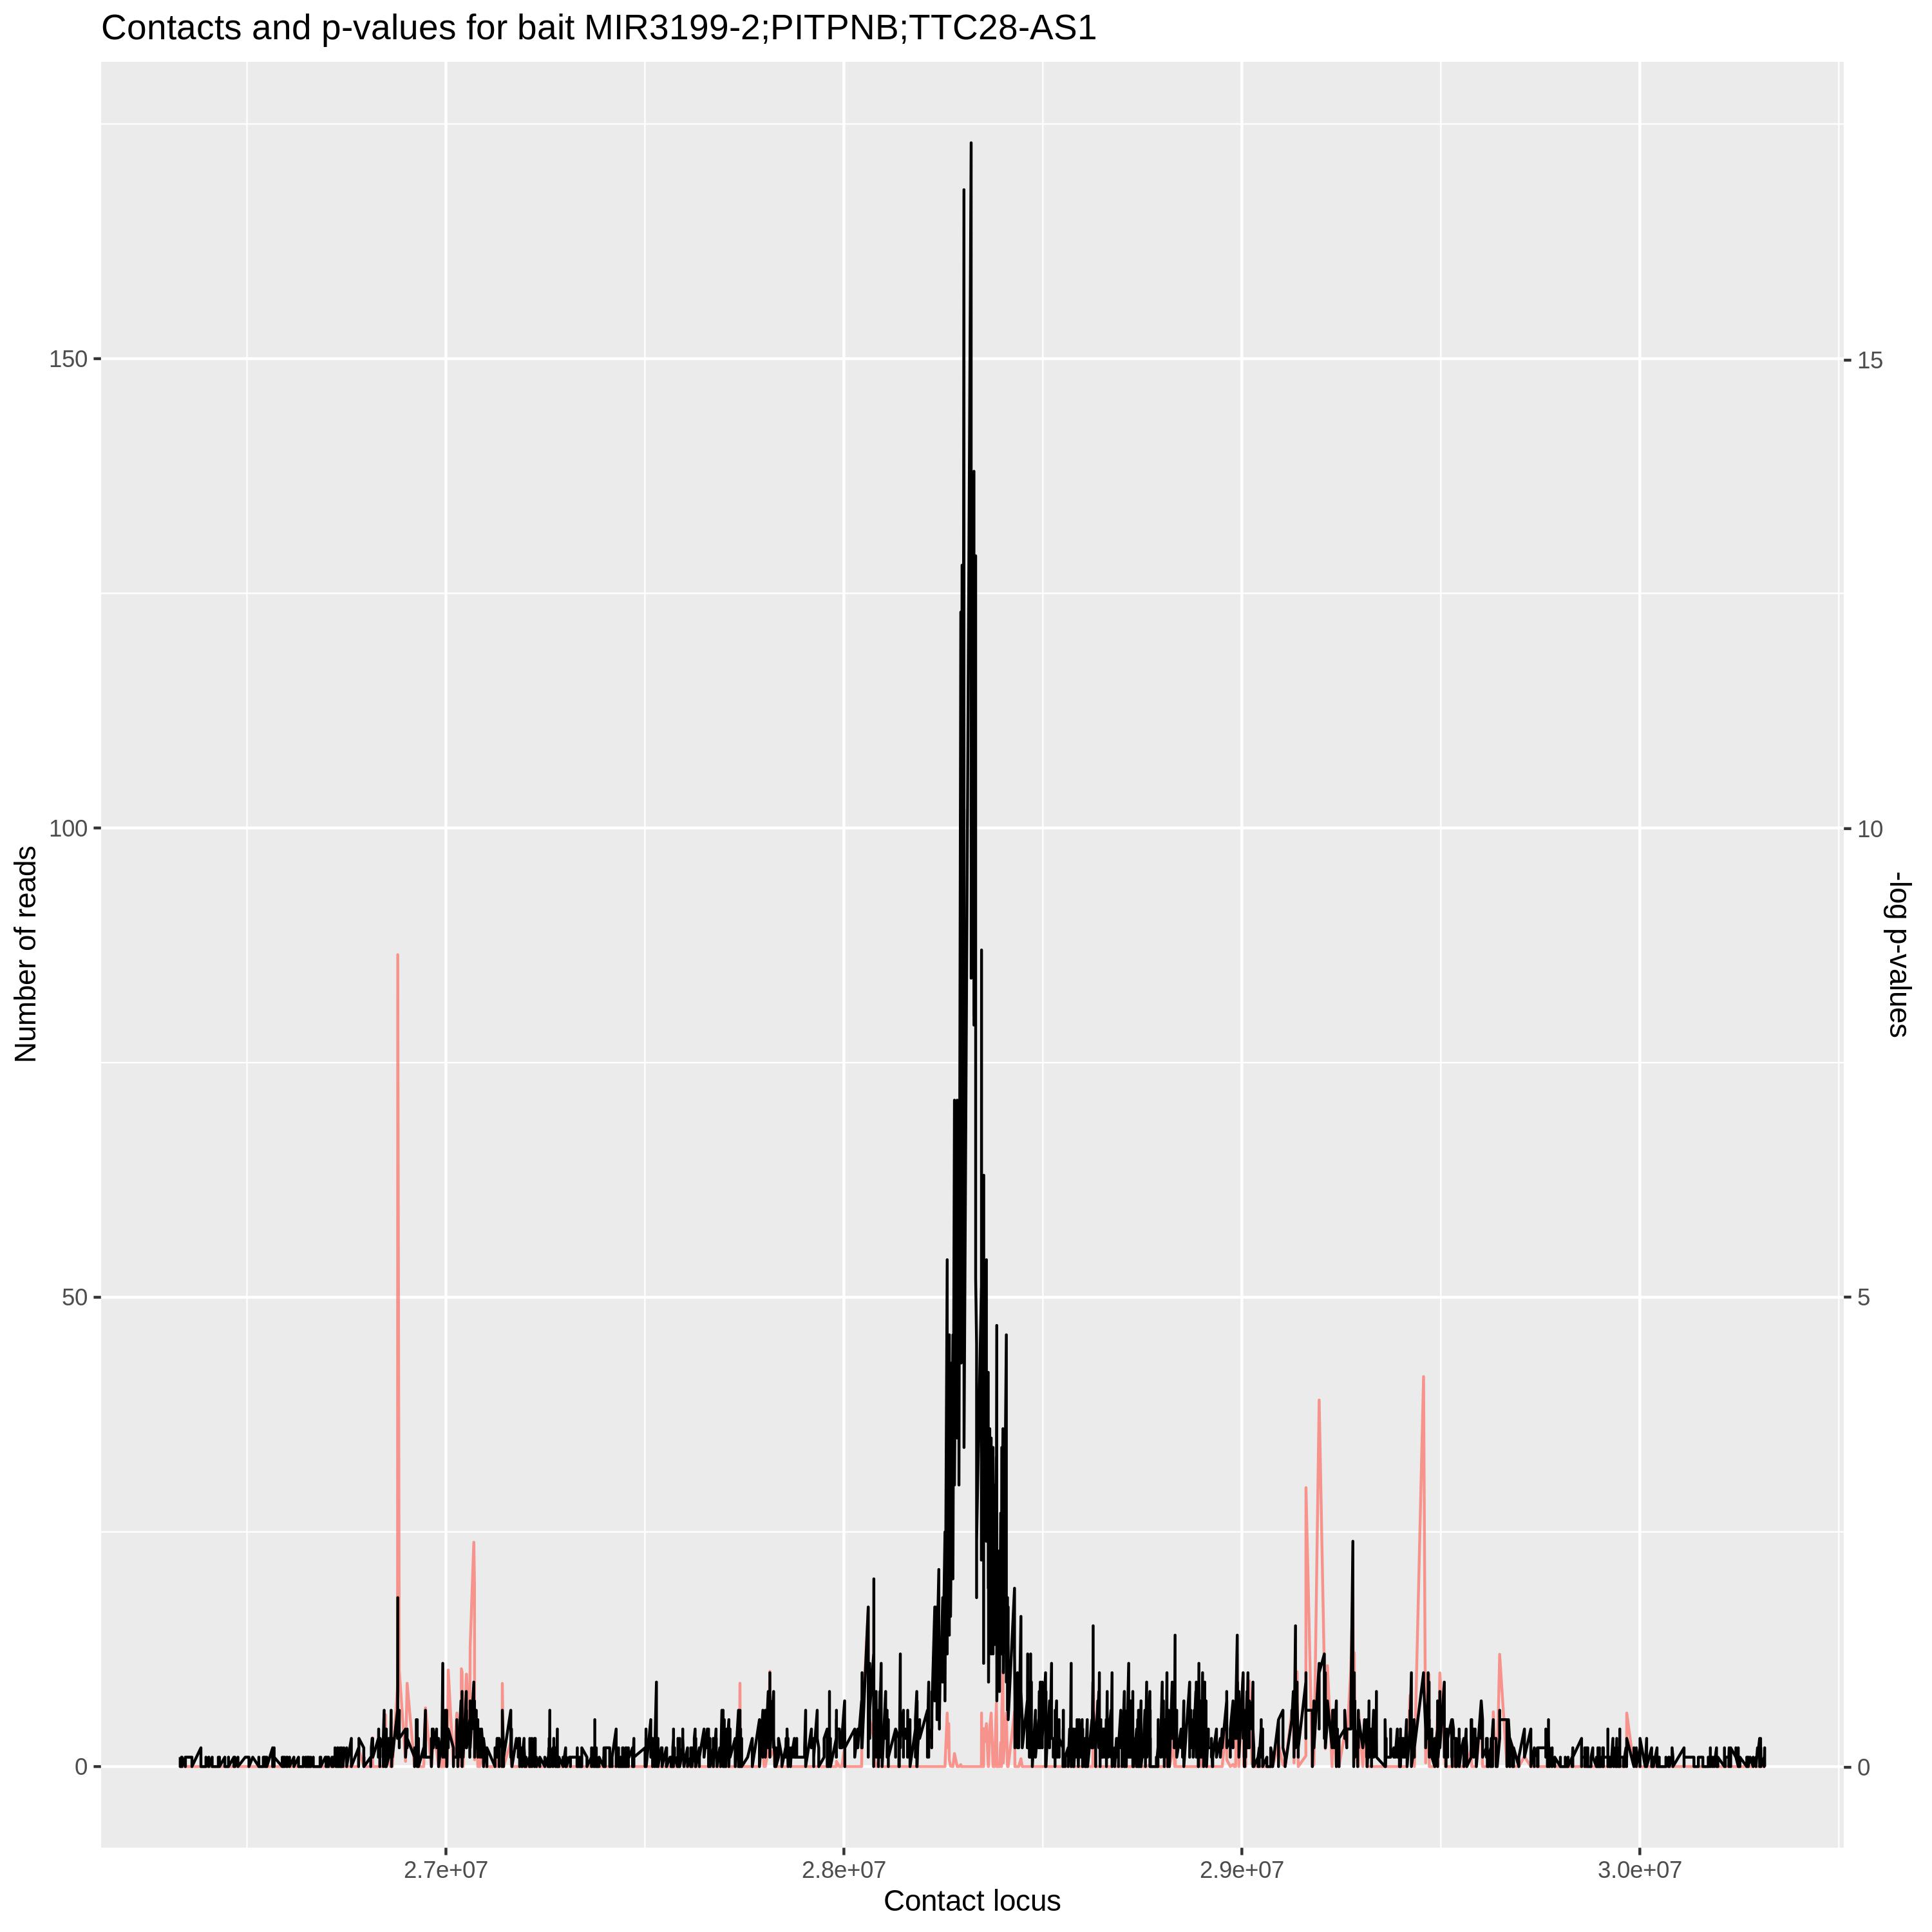 Contacts and p-values for bait MIR3199-2;PITPNB;TTC28-AS1
150
100
50
0
15
10
5
0
Number of reads
-log p-values
2.7e+07 2.8e+07 2.9e+07 3.0e+07
Contact locus